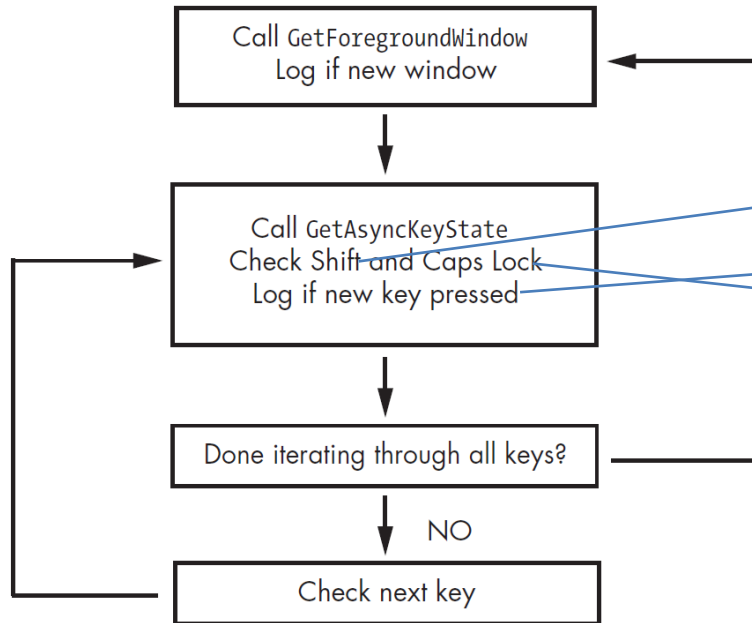 Call GetForegroundWindow
Log if new window
Call GetAsyncKeyState
Check Shift and Caps Lock
Log if new key pressed
Done iterating through all keys?
NO
Check next key